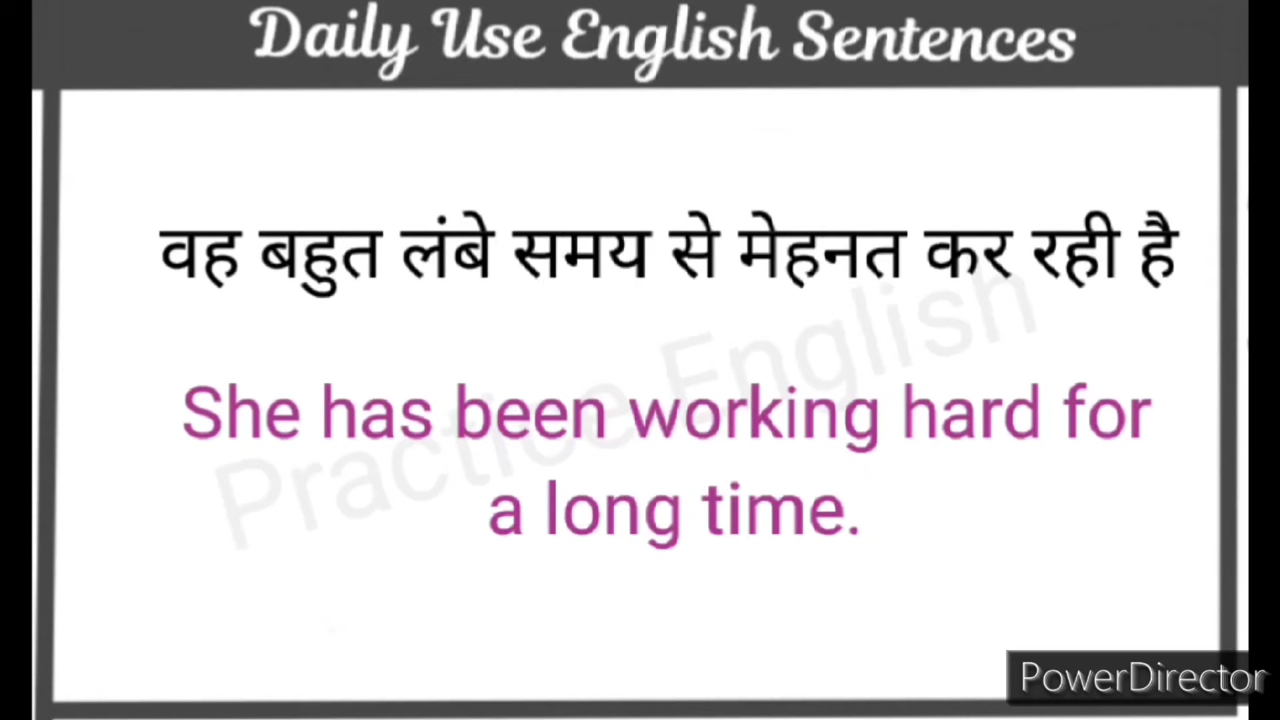 Daily Use English Sentences
वह बहुत लंबे समय से मेहनत कर रही है
She has been working hard for
a long time.
Practice English
PowerDirector